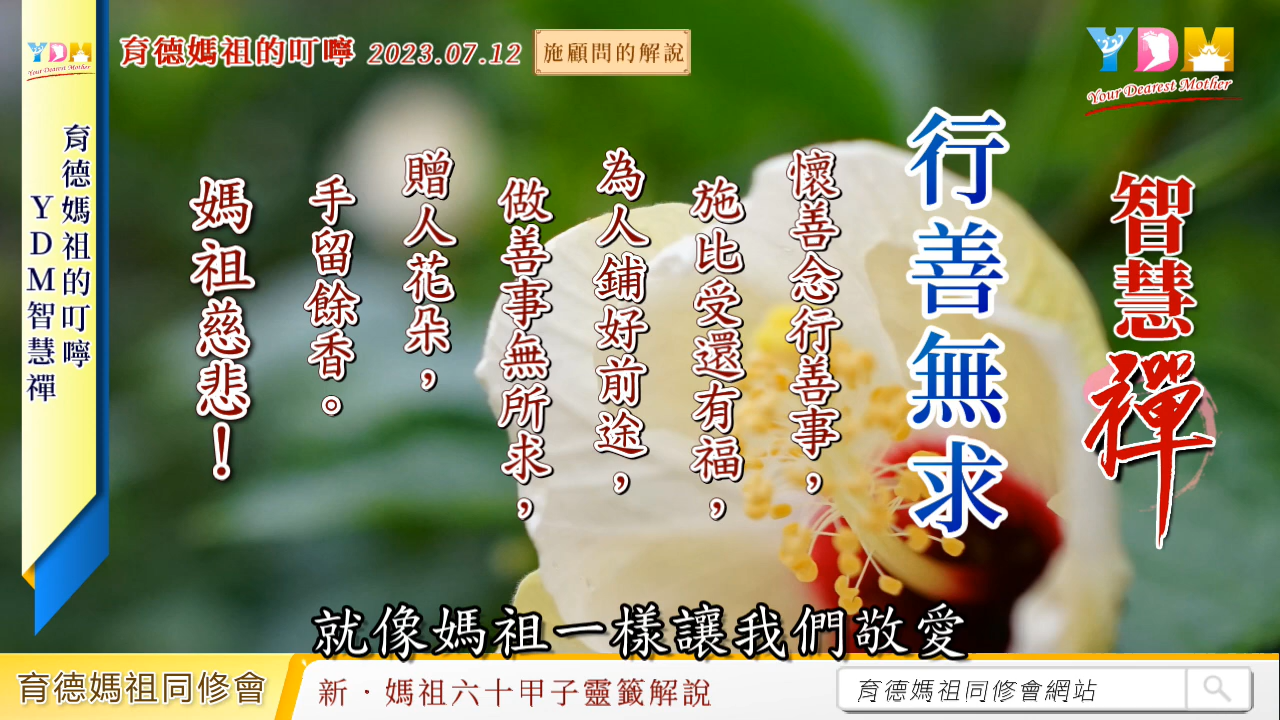 育德媽祖的叮嚀 2023.07.12
施顧問的解說
YDM
Your Dearest Mother
YDM
Your Dearest Mother
育德媽祖的叮嚀
YDM智慧禪
智慧禪
行善無求
懷善念行善事，
施比受還有福，
為人鋪好前途，
做善事無所求，
贈人花朵，
手留餘香。
媽祖慈悲！
就像媽祖一樣讓我們敬愛
育德媽祖同修會
新．媽祖六十甲子靈籤解說
育德媽祖同修會網站